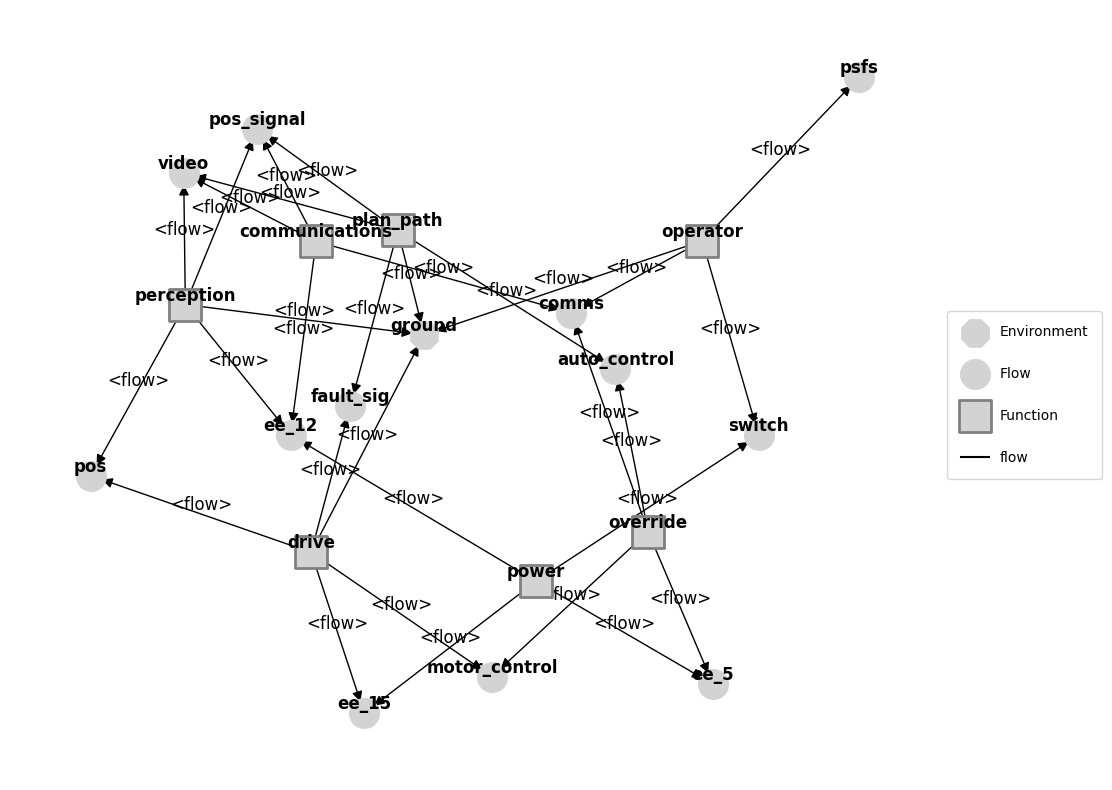 psfs
pos_signal
<flow>
video
<flow>
<flow>
<flow>
<flow>
<flow>
plan_path
<flow>
communications
operator
<flow>
<flow>
<flow>
<flow>
<flow>
perception
comms
<flow>
<flow>
ground
<flow>
<flow>
Environment
auto_control
<flow>
Flow
<flow>
fault_sig
<flow>
Function
ee_12
switch
<flow>
<flow>
flow
pos
<flow>
<flow>
<flow>
<flow>
override
drive
power
<flow>
<flow>
<flow>
<flow>
<flow>
<flow>
motor_control
ee_5
ee_15